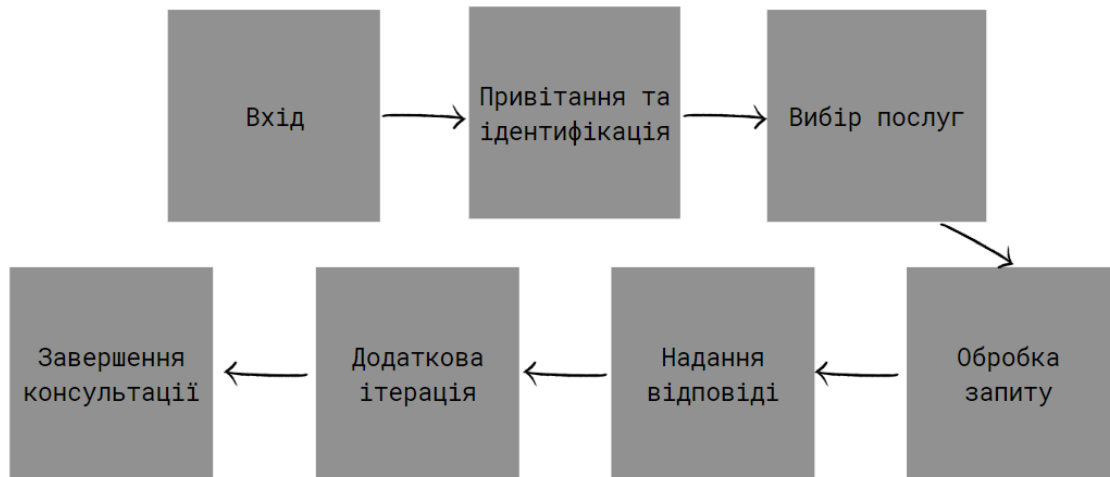 Вхід
Привітання та
ідентифікація
Вибір послуг
Обробка
запиту
Надання
відповіді
Додаткова
ітерація
Завершення
консультації